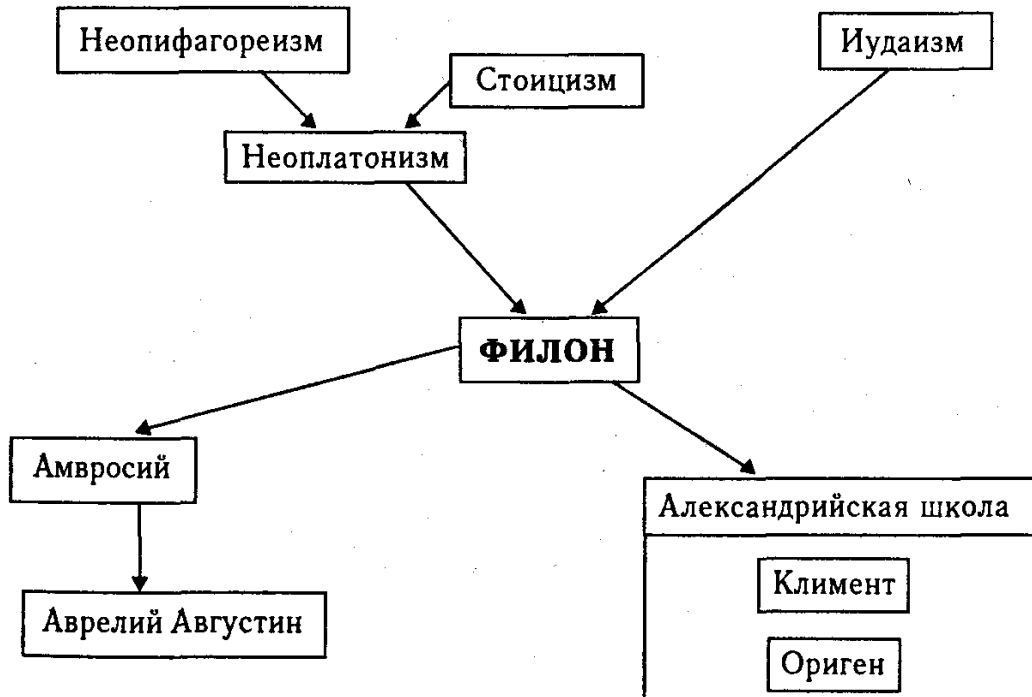 Неопифагореизм
Стоицизм
Иудаизм
Неоплатонизм
ФИЛОН
Амвросий
Аврелий Августин
Александрийская школа
Климент
Ориген